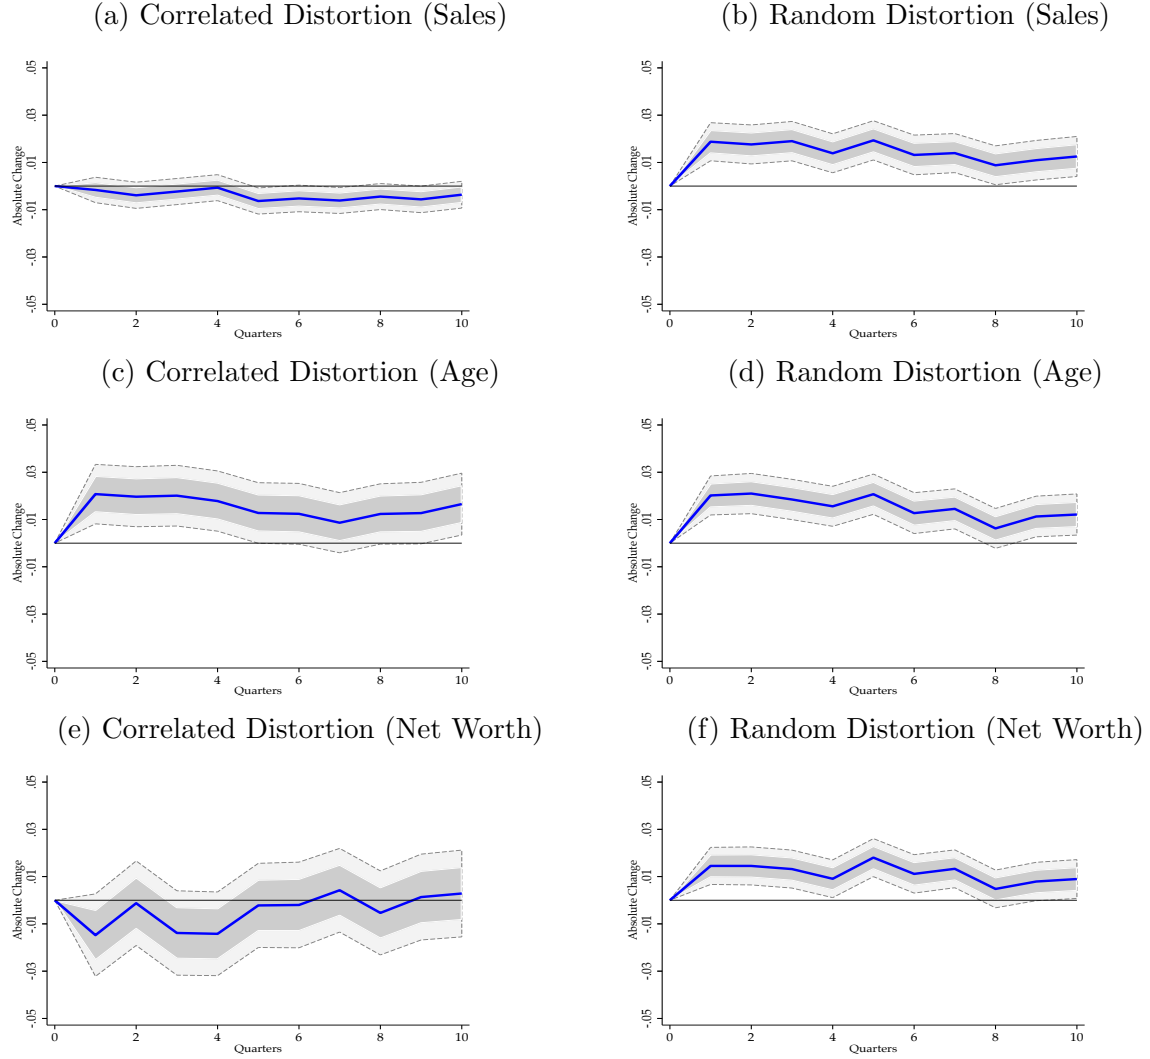 (a) Correlated Distortion (Sales)
.05
.03
.01
-.01
-.03
-.05
Absolute Change
0 2 4 6 8 10
Quarters
(b) Random Distortion (Sales)
.05
.03
.01
-.01
-.03
-.05
Absolute Change
0 2 4 6 8 10
Quarters
(c) Correlated Distortion (Age)
.05
.03
.01
-.01
-.03
-.05
Absolute Change
0 2 4 6 8 10
Quarters
(d) Random Distortion (Age)
.05
.03
.01
-.01
-.03
-.05
Absolute Change
0 2 4 6 8 10
Quarters
(e) Correlated Distortion (Net Worth)
.05
.03
.01
-.01
-.03
-.05
Absolute Change
0 2 4 6 8 10
Quarters
(f) Random Distortion (Net Worth)
.05
.03
.01
-.01
-.03
-.05
Absolute Change
0 2 4 6 8 10
Quarters